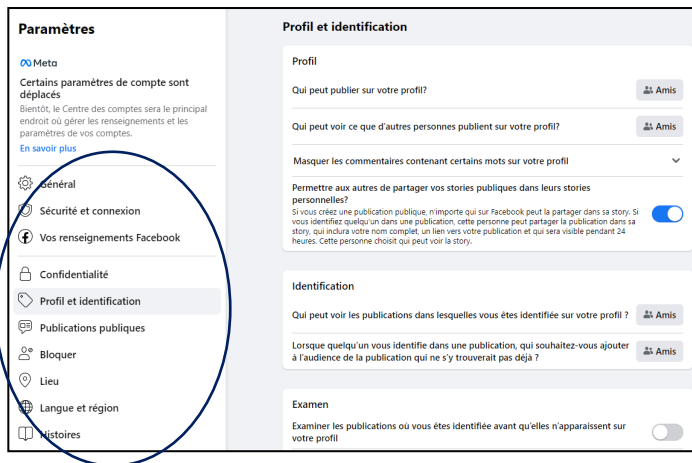 Paramètres
Meta
Certains paramètres de compte sont
déplacés
Bientôt, le Centre des comptes sera le principal
endroit où gérer les renseignements et les
paramètres de vos comptes.
En savoir plus
Général
Sécurité et connexion
Vos renseignements Facebook
Confidentialité
Profil et identification
Publications publiques
Bloquer
Lieu
Langue et région
Histoires
Profil et identification
Profil
Qui peut publier sur votre profil?
Amis
Qui peut voir ce que d'autres personnes publient sur votre profil?
Amis
Masquer les commentaires contenant certains mots sur votre profil
Permettre aux autres de partager vos stories publiques dans leurs stories
personnelles?
Si vous créez une publication publique, n'importe qui sur Facebook peut la partager dans sa story. Si
vous identifiez quelqu'un dans une publication, cette personne peut partager la publication dans sa
story, qui inclura votre nom complet, un lien vers votre publication et qui sera visible pendant 24
heures. Cette personne choisit qui peut voir la story.
Identification
Qui peut voir les publications dans lesquelles vous êtes identifiée sur votre profil ?
Amis
Lorsque quelqu'un vous identifie dans une publication, qui souhaitez-vous ajouter
à l'audience de la publication qui ne s'y trouverait pas déjà ?
Amis
Examen
Examiner les publications où vous êtes identifiée avant qu'elles n'apparaissent sur
votre profil